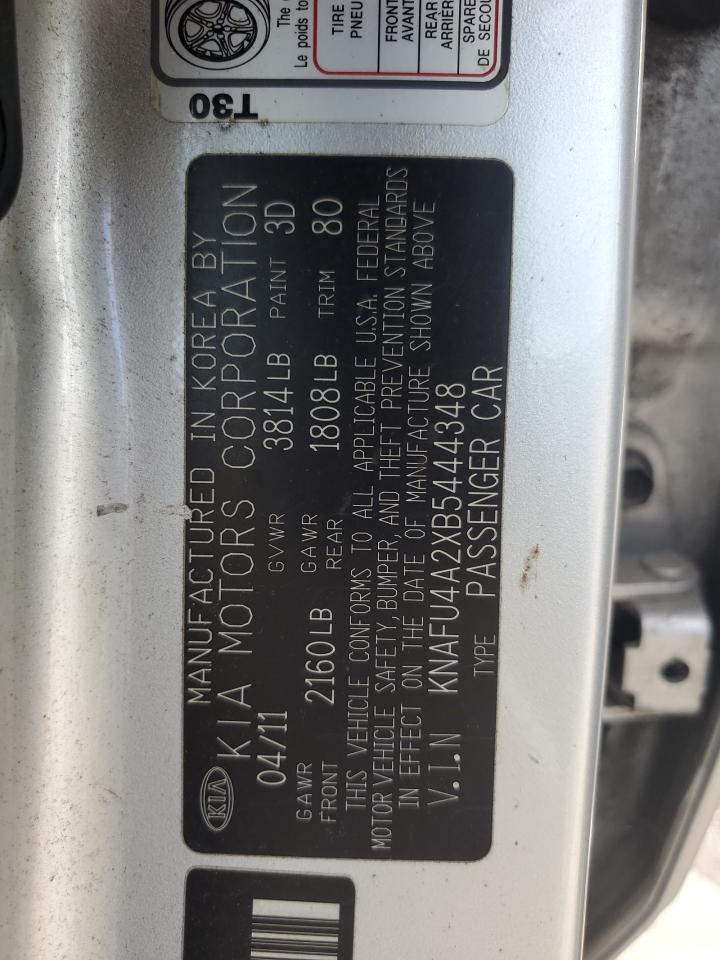 KIA
MANUFACTURED IN KOREA BY
KIA MOTORS CORPORATION
04/11 GVWR 3814LB PAINT 3D
GAWR FRONT 2160LB GAWR REAR 1808LB TRIM 80
THIS VEHICLE CONFORMS TO ALL APPLICABLE U.S.A. FEDERAL
MOTOR VEHICLE SAFETY, BUMPER, AND THEFT PREVENTION STANDARDS
IN EFFECT ON THE DATE OF MANUFACTURE SHOWN ABOVE
V.I.N KNAFU4A2XB5444348
TYPE PASSENGER CAR
T30
The
Le poids to
TIRE
PNEU
FRONT
AVANT
REAR
ARRIÈRE
SPARE
DE SECOU